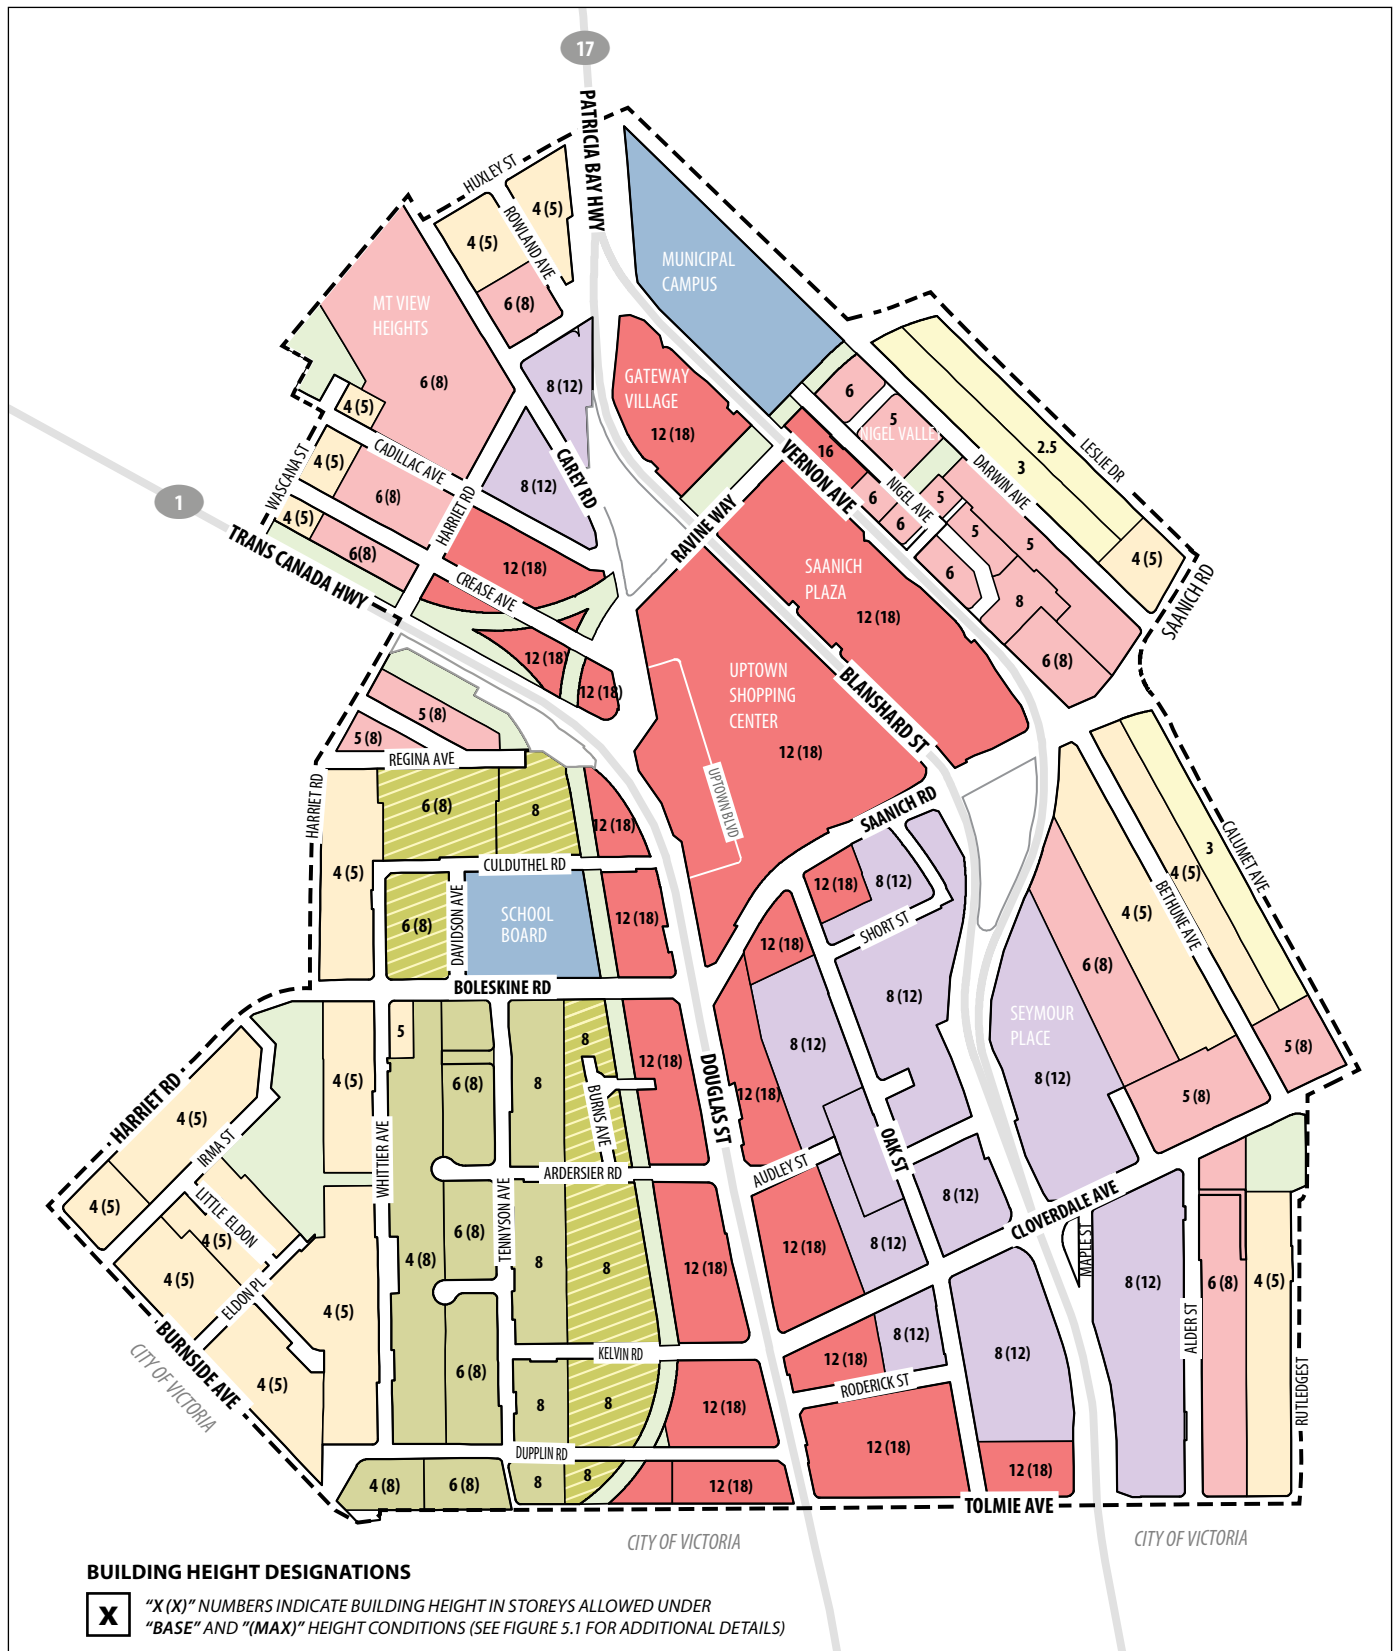 17
PATRICIA BAY HWY
HUXLEY ST
ROWLAND AVE
4 (5)
4 (5)
6 (8)
MUNICIPAL
CAMPUS
MT VIEW
HEIGHTS
6 (8)
4 (5)
8 (12)
GATEWAY
VILLAGE
12 (18)
6
5
NIGEL VALLEY
16
2.5
3
LESLIE DR
DARWIN AVE
4 (5)
CADILLAC AVE
WASCANA ST
4 (5)
6 (8)
4 (5)
6(8)
HARRIET RD
CAREY RD
8 (12)
VERNON AVE
NIGEL AVE
6
6
5
5
5
6
8
6 (8)
SAANICH RD
1
TRANS CANADA HWY
RAVINE WAY
12 (18)
CREASE AVE
12 (18)
12 (18)
SAANICH
PLAZA
12 (18)
BLANSHARD ST
UPTOWN
SHOPPING
CENTER
12 (18)
UPTOWN BLVD
5 (8)
5 (8)
REGINA AVE
HARRIET RD
6 (8)
8
12 (18)
4 (5)
CULDUTHEL RD
6 (8)
DAVIDSON AVE
SCHOOL
BOARD
12 (18)
BOLESKINE RD
SAANICH RD
12 (18)
8 (12)
SHORT ST
12 (18)
8 (12)
8 (12)
12 (18)
SEYMOUR
PLACE
8 (12)
6 (8)
4 (5)
BETHUNE AVE
4 (5)
3
CALUMET AVE
5 (8)
5 (8)
HARRIET RD
4 (5)
IRMA ST
4 (5)
LITTLE ELDON
4 (5)
4 (5)
ELDON PL
4 (5)
4 (5)
4 (5)
BURNSIDE AVE
CITY OF VICTORIA
WHITTIER AVE
5
6 (8)
8
8
BURNS AVE
12 (18)
DOUGLAS ST
ARDERSIER RD
TENNYSON AVE
4 (8)
6 (8)
8
8
12 (18)
6 (8)
KELVIN RD
8
8
12 (18)
DUPPLIN RD
4 (8)
6 (8)
8
8
12 (18)
AUDLEY ST
OAK ST
12 (18)
8 (12)
8 (12)
CLOVERDALE AVE
MAPLE ST
8 (12)
12 (18)
8 (12)
RODERICK ST
12 (18)
12 (18)
8 (12)
ALDER ST
6 (8)
4 (5)
RUTLEDGEST
TOLMIE AVE
CITY OF VICTORIA
CITY OF VICTORIA
BUILDING HEIGHT DESIGNATIONS
X
"X (X)" NUMBERS INDICATE BUILDING HEIGHT IN STOREYS ALLOWED UNDER
"BASE" AND "(MAX)" HEIGHT CONDITIONS (SEE FIGURE 5.1 FOR ADDITIONAL DETAILS)